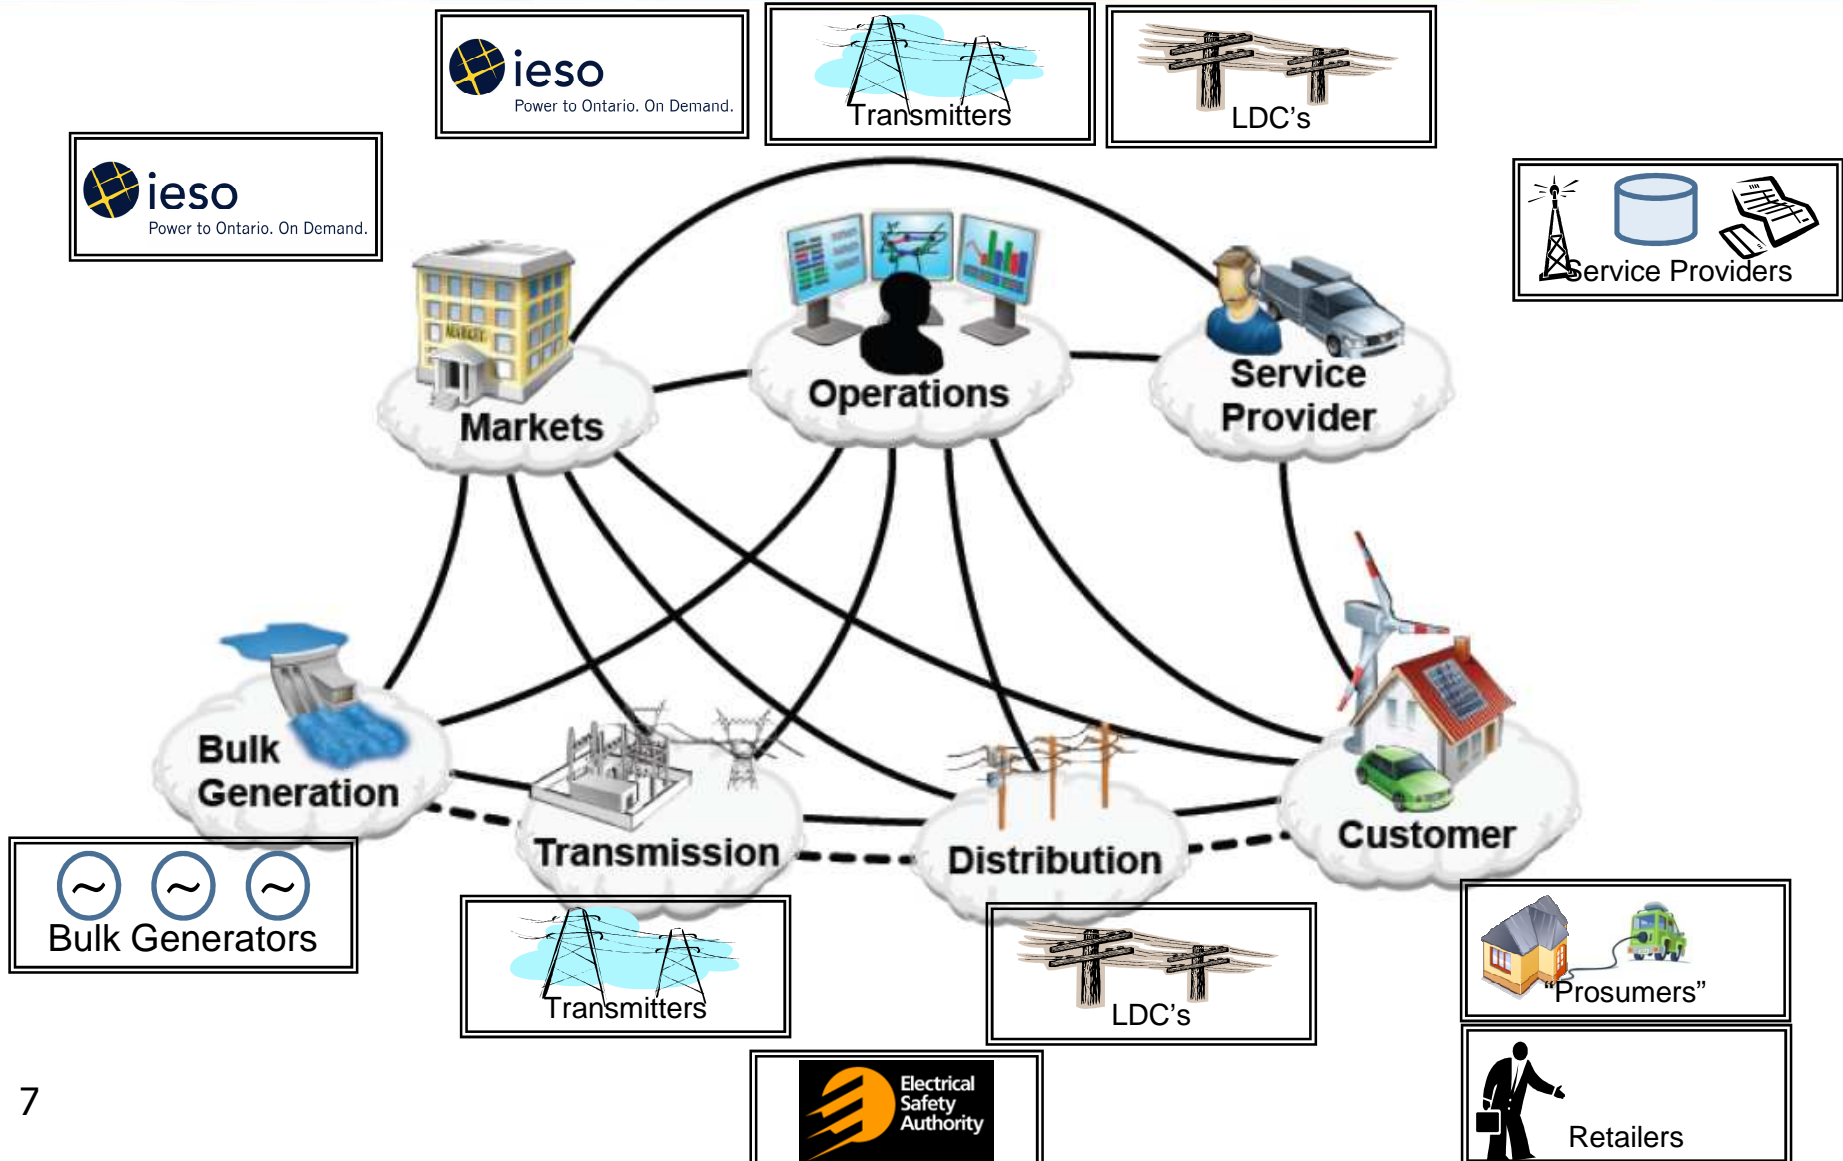 ieso
Power to Ontario. On Demand.
Transmitters
LDC's
ieso
Power to Ontario. On Demand.
Service Providers
Markets
Operations
Service
Provider
Bulk
Generation
Transmission
Distribution
Customer
Bulk Generators
Transmitters
LDC's
“Prosumers”
Retailers
Electrical
Safety
Authority
7